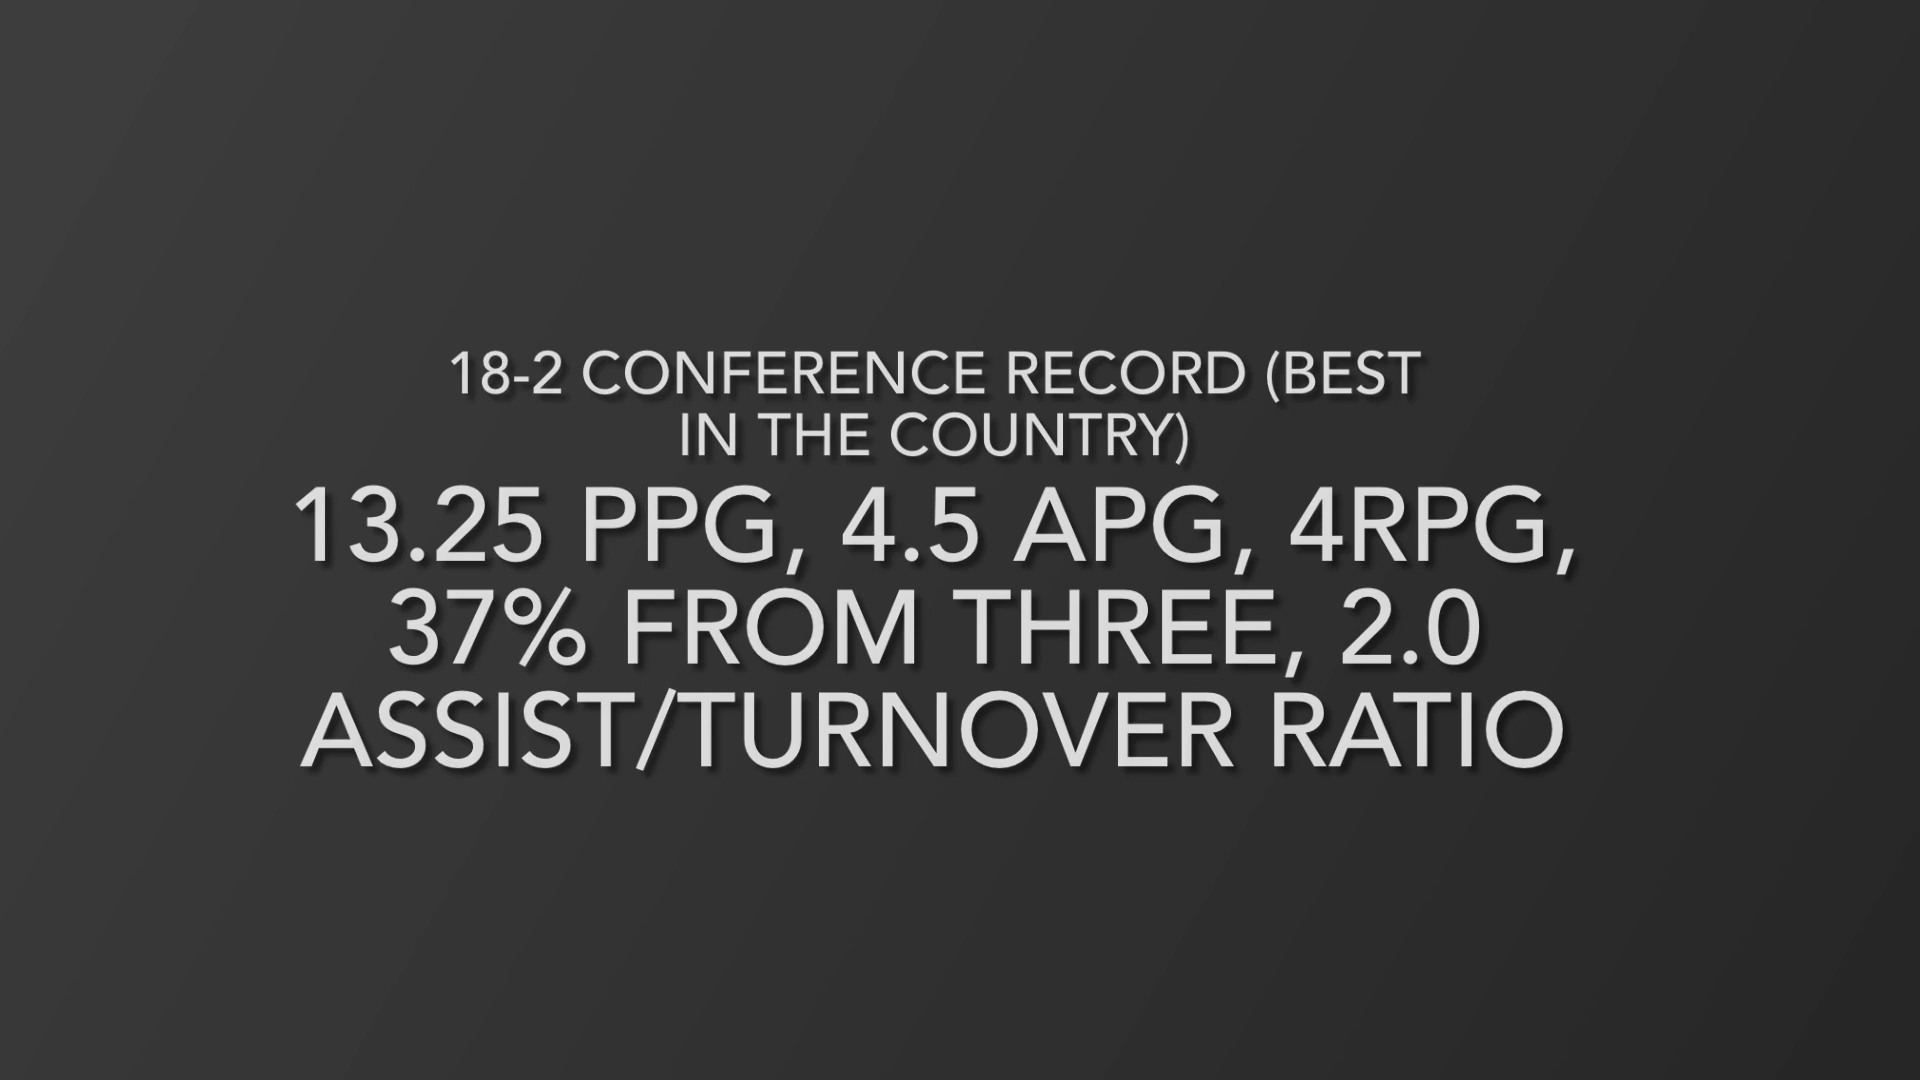 18-2 CONFERENCE RECORD (BEST
IN THE COUNTRY)
13.25 PPG, 4.5 APG, 4RPG,
37% FROM THREE, 2.0
ASSIST/TURNOVER RATIO